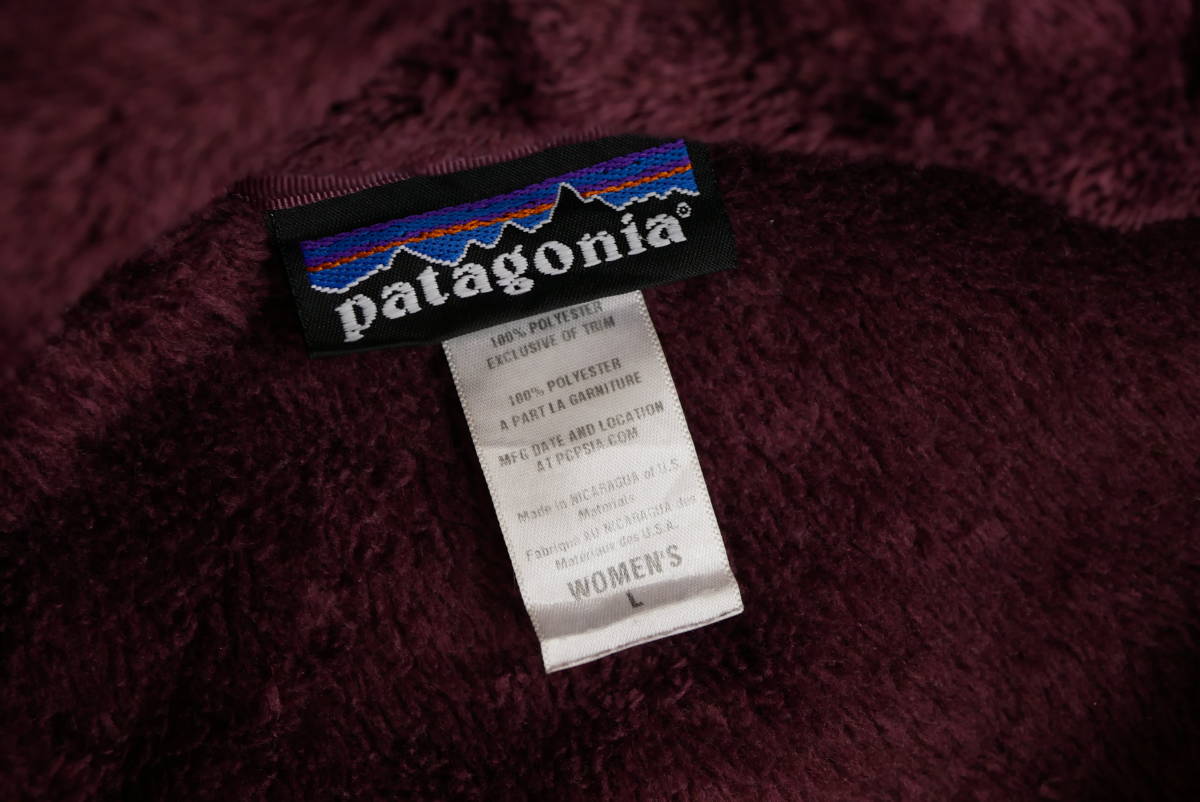 patagonia®
100% POLYESTER
EXCLUSIVE OF TRIM
100% POLYESTER
A PART LA GARNITURE
MFG DATE AND LOCATION
AT PCPSIA.COM
Made in NICARAGUA of U.S.
Materials
Fabriqué AU NICARAGUA des
Materiaux des U.S.A.
WOMEN'S
L